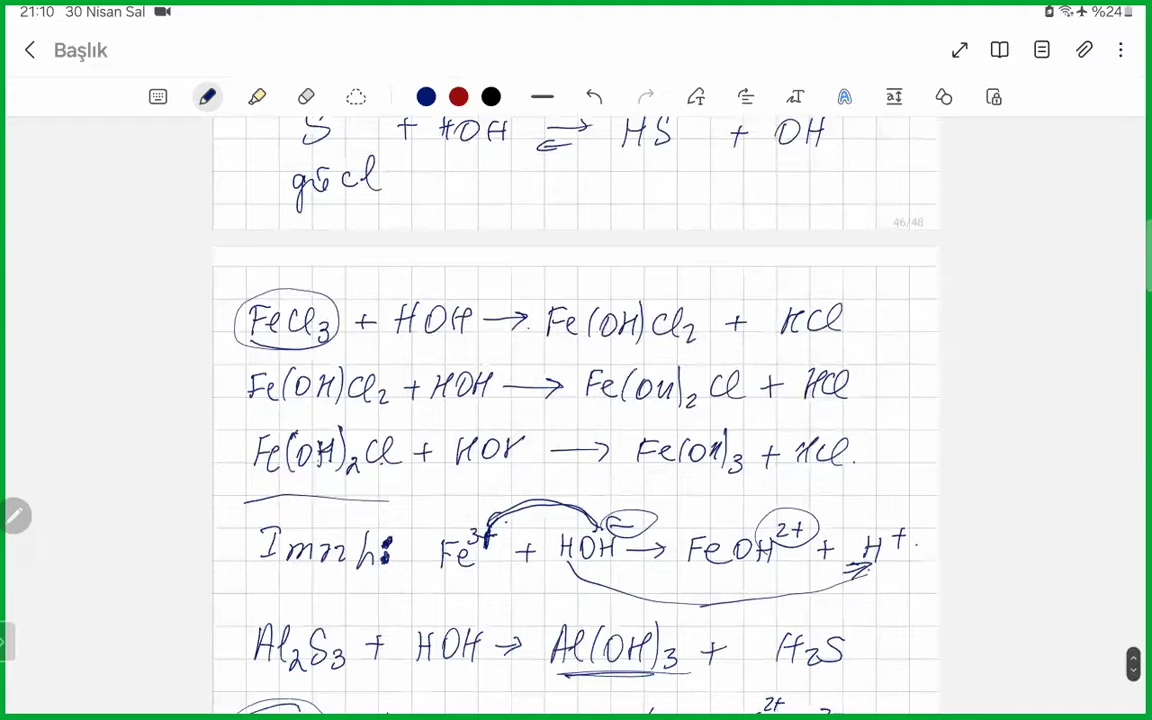 21:10 30 Nisan Sal %24
Başlık
S + HOH ⇌ HS + OH
güclü
46/48
FeCl3 + HOH → Fe(OH)Cl2 + HCl
Fe(OH)Cl2 + HOH → Fe(OH)2Cl + HCl
Fe(OH)2Cl + HOH → Fe(OH)3 + HCl.
Fe3+ + HOH → FeOH2+ + H+.
Al2S3 + HOH → Al(OH)3 + H2S
2+